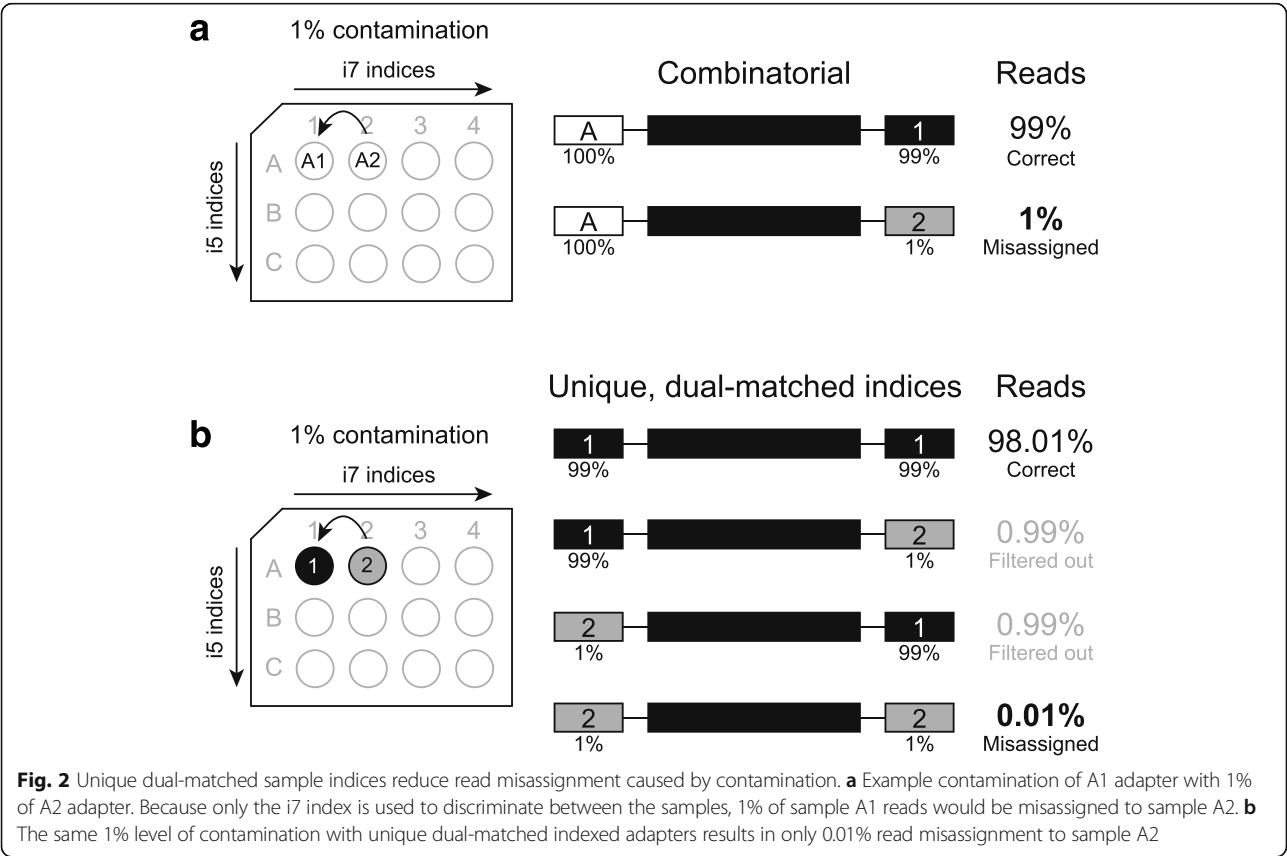 a
1% contamination
i7 indices
Combinatorial
Reads
1 2 3 4
A A1 A2
B
C
i5 indices
A 1
100% 99%
99%
Correct
A 2
100% 1%
1%
Misassigned
Unique, dual-matched indices
Reads
b
1% contamination
i7 indices
1 2 3 4
A 1 2
B
C
i5 indices
1 1
99% 99%
98.01%
Correct
1 2
99% 1%
0.99%
Filtered out
2 1
1% 99%
0.99%
Filtered out
2 2
1% 1%
0.01%
Misassigned
Fig. 2 Unique dual-matched sample indices reduce read misassignment caused by contamination. a Example contamination of A1 adapter with 1%
of A2 adapter. Because only the i7 index is used to discriminate between the samples, 1% of sample A1 reads would be misassigned to sample A2. b
The same 1% level of contamination with unique dual-matched indexed adapters results in only 0.01% read misassignment to sample A2